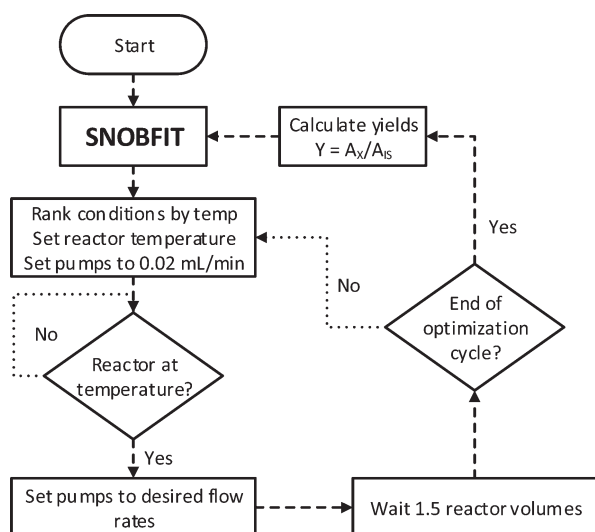 Start
SNOBFIT
Calculate yields
Y = Aₓ/A_IS
Rank conditions by temp
Set reactor temperature
Set pumps to 0.02 mL/min
Yes
No
End of
optimization
cycle?
No
Reactor at
temperature?
Yes
Set pumps to desired flow
rates
Wait 1.5 reactor volumes